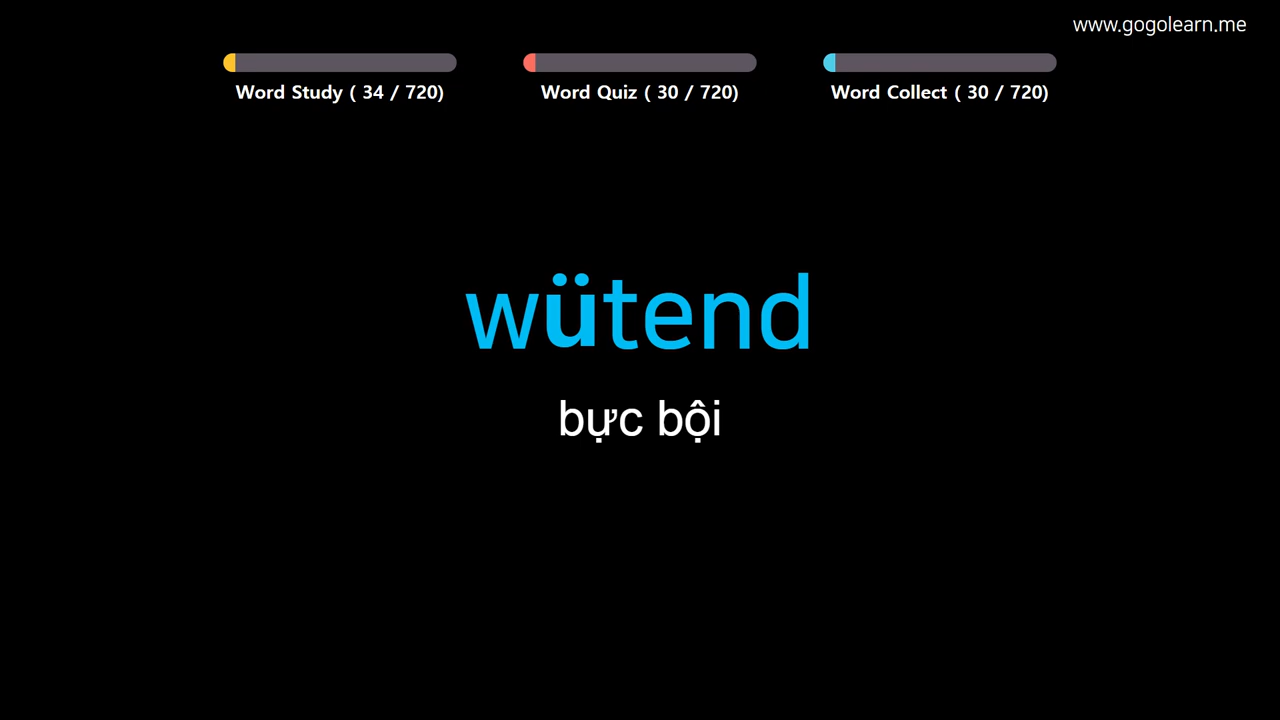 www.gogolearn.me
Word Study ( 34 / 720)
Word Quiz ( 30 / 720)
Word Collect ( 30 / 720)
wütend
bực bội